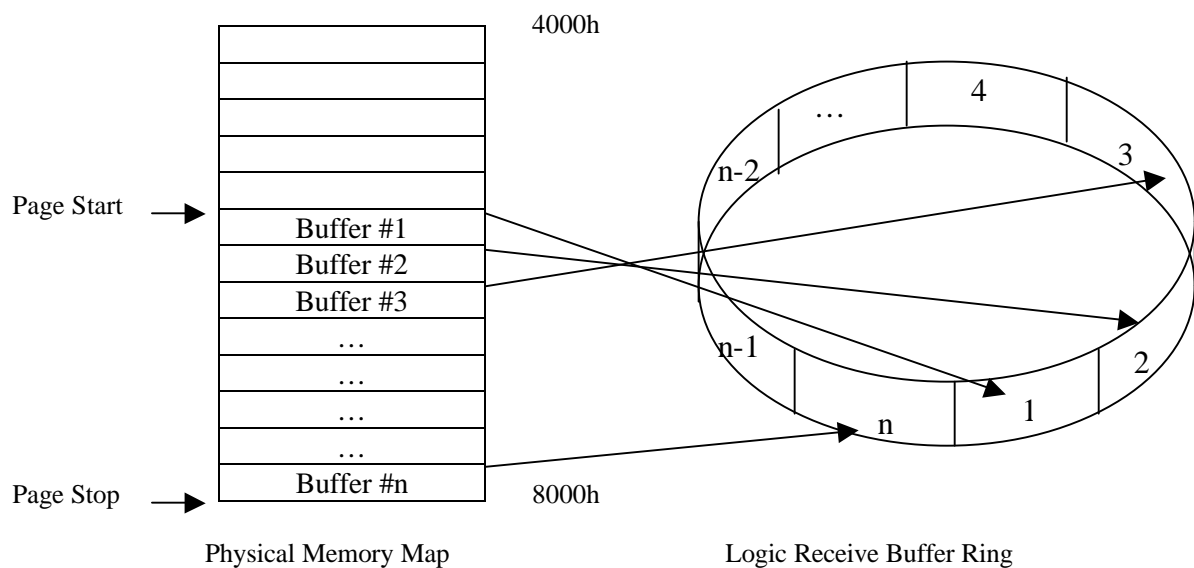 4000h
Page Start
Buffer #1
Buffer #2
Buffer #3
…
…
…
…
Buffer #n
Page Stop
8000h
Physical Memory Map
4
…
3
n-2
n-1
2
1
n
Logic Receive Buffer Ring